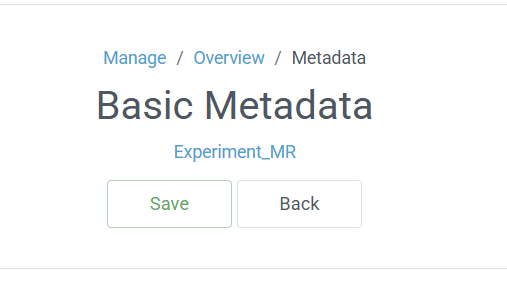 Manage / Overview / Metadata
Basic Metadata
Experiment_MR
Save Back